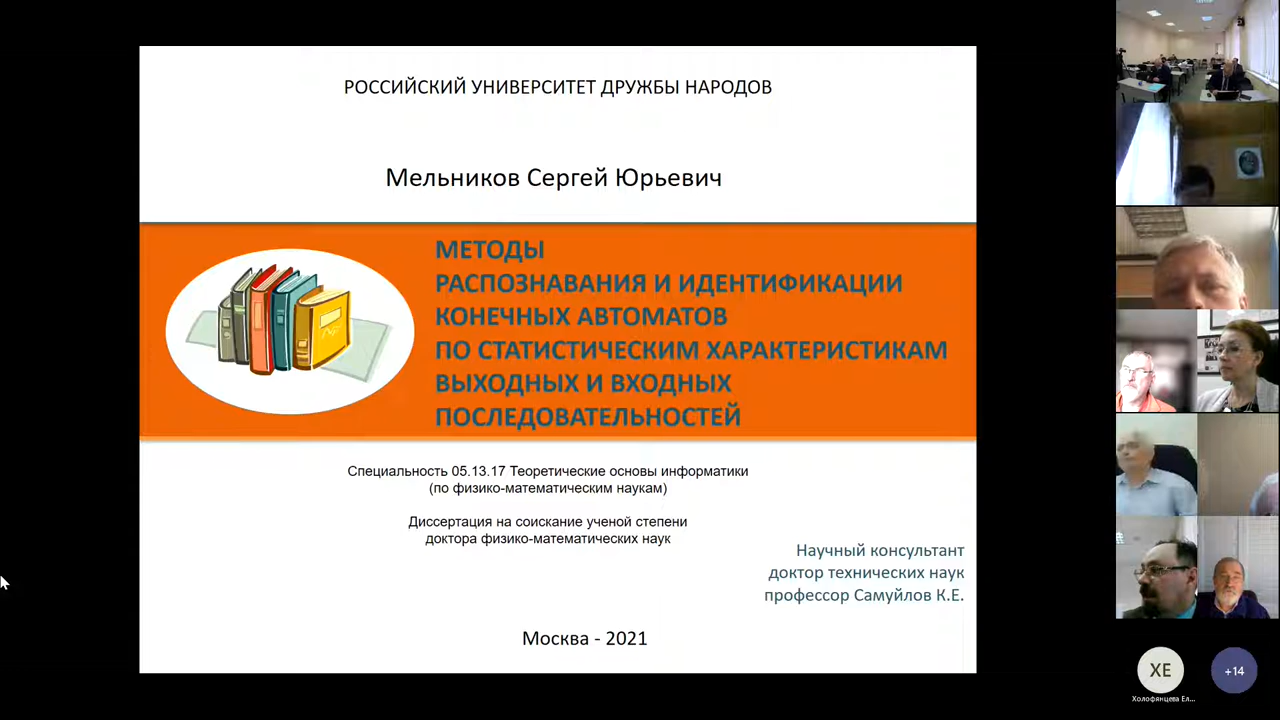 РОССИЙСКИЙ УНИВЕРСИТЕТ ДРУЖБЫ НАРОДОВ
Мельников Сергей Юрьевич
МЕТОДЫ
РАСПОЗНАВАНИЯ И ИДЕНТИФИКАЦИИ
КОНЕЧНЫХ АВТОМАТОВ
ПО СТАТИСТИЧЕСКИМ ХАРАКТЕРИСТИКАМ
ВЫХОДНЫХ И ВХОДНЫХ
ПОСЛЕДОВАТЕЛЬНОСТЕЙ
Специальность 05.13.17 Теоретические основы информатики
(по физико-математическим наукам)
Диссертация на соискание ученой степени
доктора физико-математических наук
Научный консультант
доктор технических наук
профессор Самуйлов К.Е.
Москва - 2021
ХЕ
+14
Холофянцева Ел...